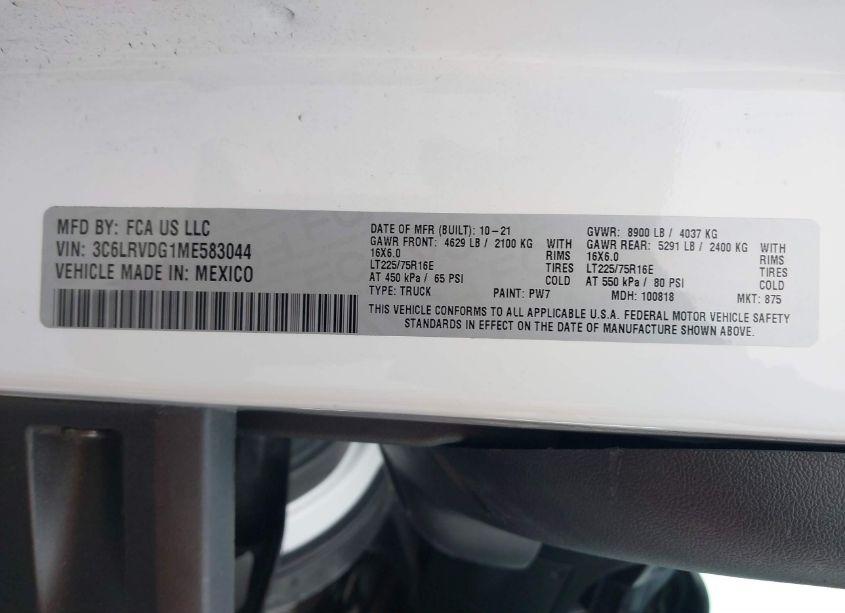 MFD BY: FCA US LLC
VIN: 3C6LRVDG1ME583044
VEHICLE MADE IN: MEXICO
DATE OF MFR (BUILT): 10-21
GAWR FRONT: 4629 LB / 2100 KG WITH
16X6.0 RIMS
LT225/75R16E TIRES
AT 450 kPa / 65 PSI COLD
TYPE: TRUCK PAINT: PW7
GVWR: 8900 LB / 4037 KG
GAWR REAR: 5291 LB / 2400 KG WITH
16X6.0 RIMS
LT225/75R16E TIRES
AT 550 kPa / 80 PSI COLD
MDH: 100818 MKT: 875
THIS VEHICLE CONFORMS TO ALL APPLICABLE U.S.A. FEDERAL MOTOR VEHICLE SAFETY
STANDARDS IN EFFECT ON THE DATE OF MANUFACTURE SHOWN ABOVE.